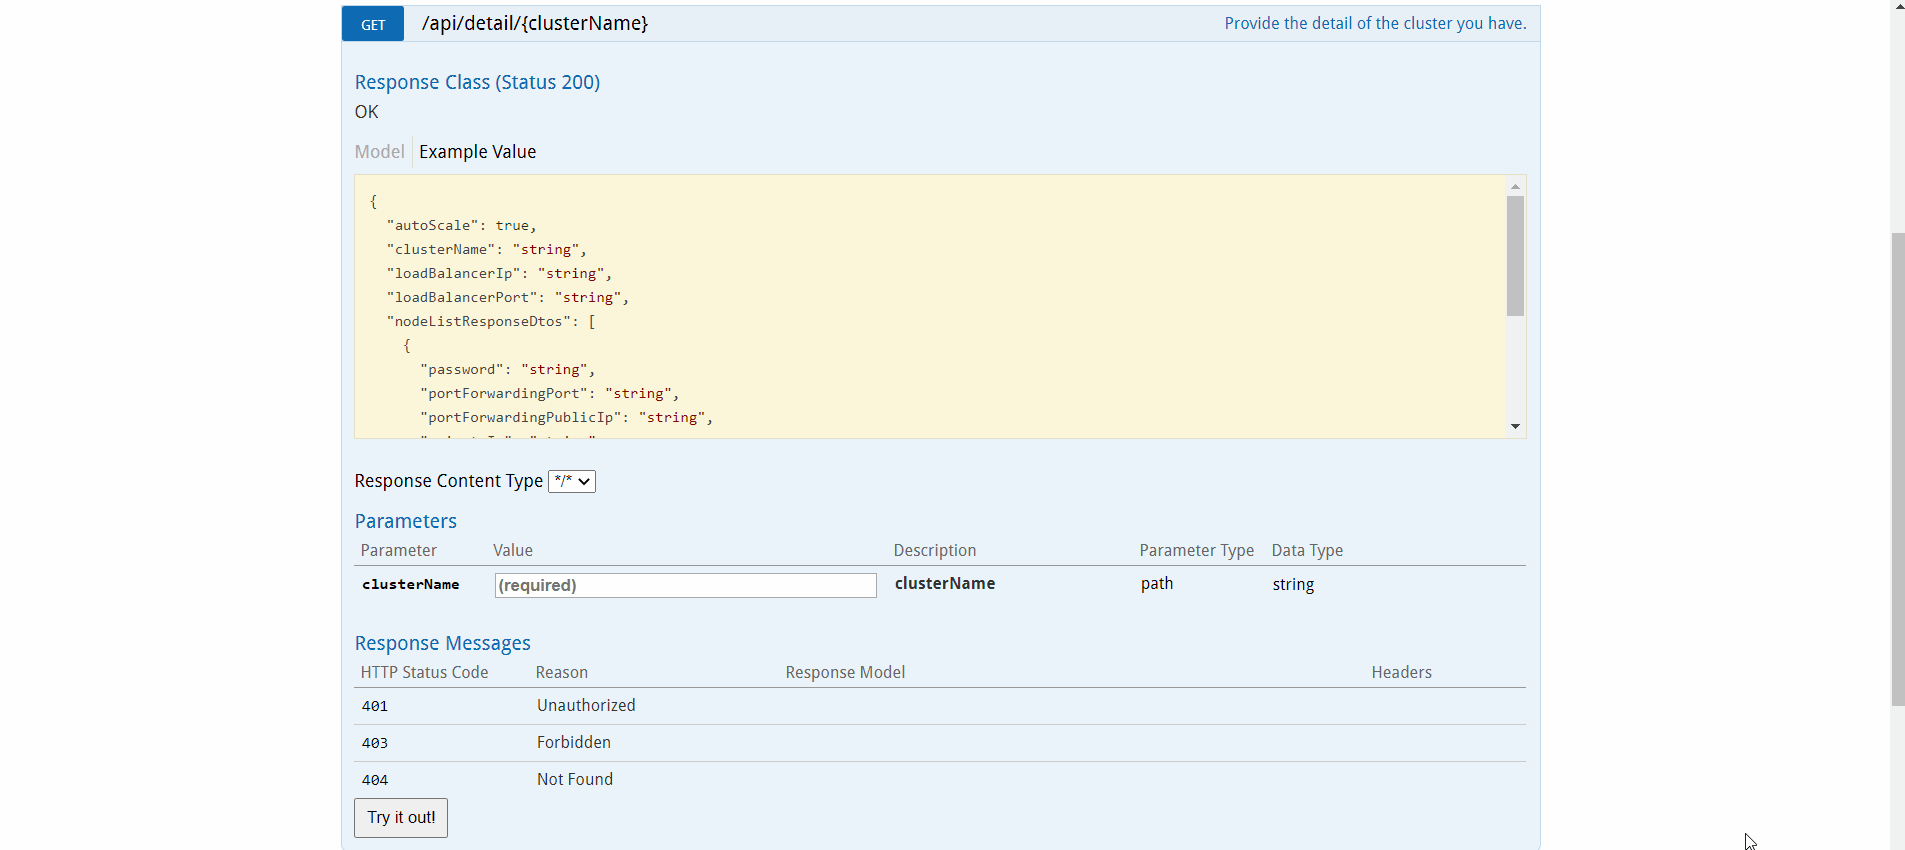 GET /api/detail/{clusterName} Provide the detail of the cluster you have.
Response Class (Status 200)
OK
Model Example Value
{
"autoScale": true,
"clusterName": "string",
"loadBalancerIp": "string",
"loadBalancerPort": "string",
"nodeListResponseDtos": [
{
"password": "string",
"portForwardingPort": "string",
"portForwardingPublicIp": "string",
Response Content Type */*
Parameters
Parameter Value Description Parameter Type Data Type
clusterName (required) clusterName path string
Response Messages
HTTP Status Code Reason Response Model Headers
401 Unauthorized
403 Forbidden
404 Not Found
Try it out!